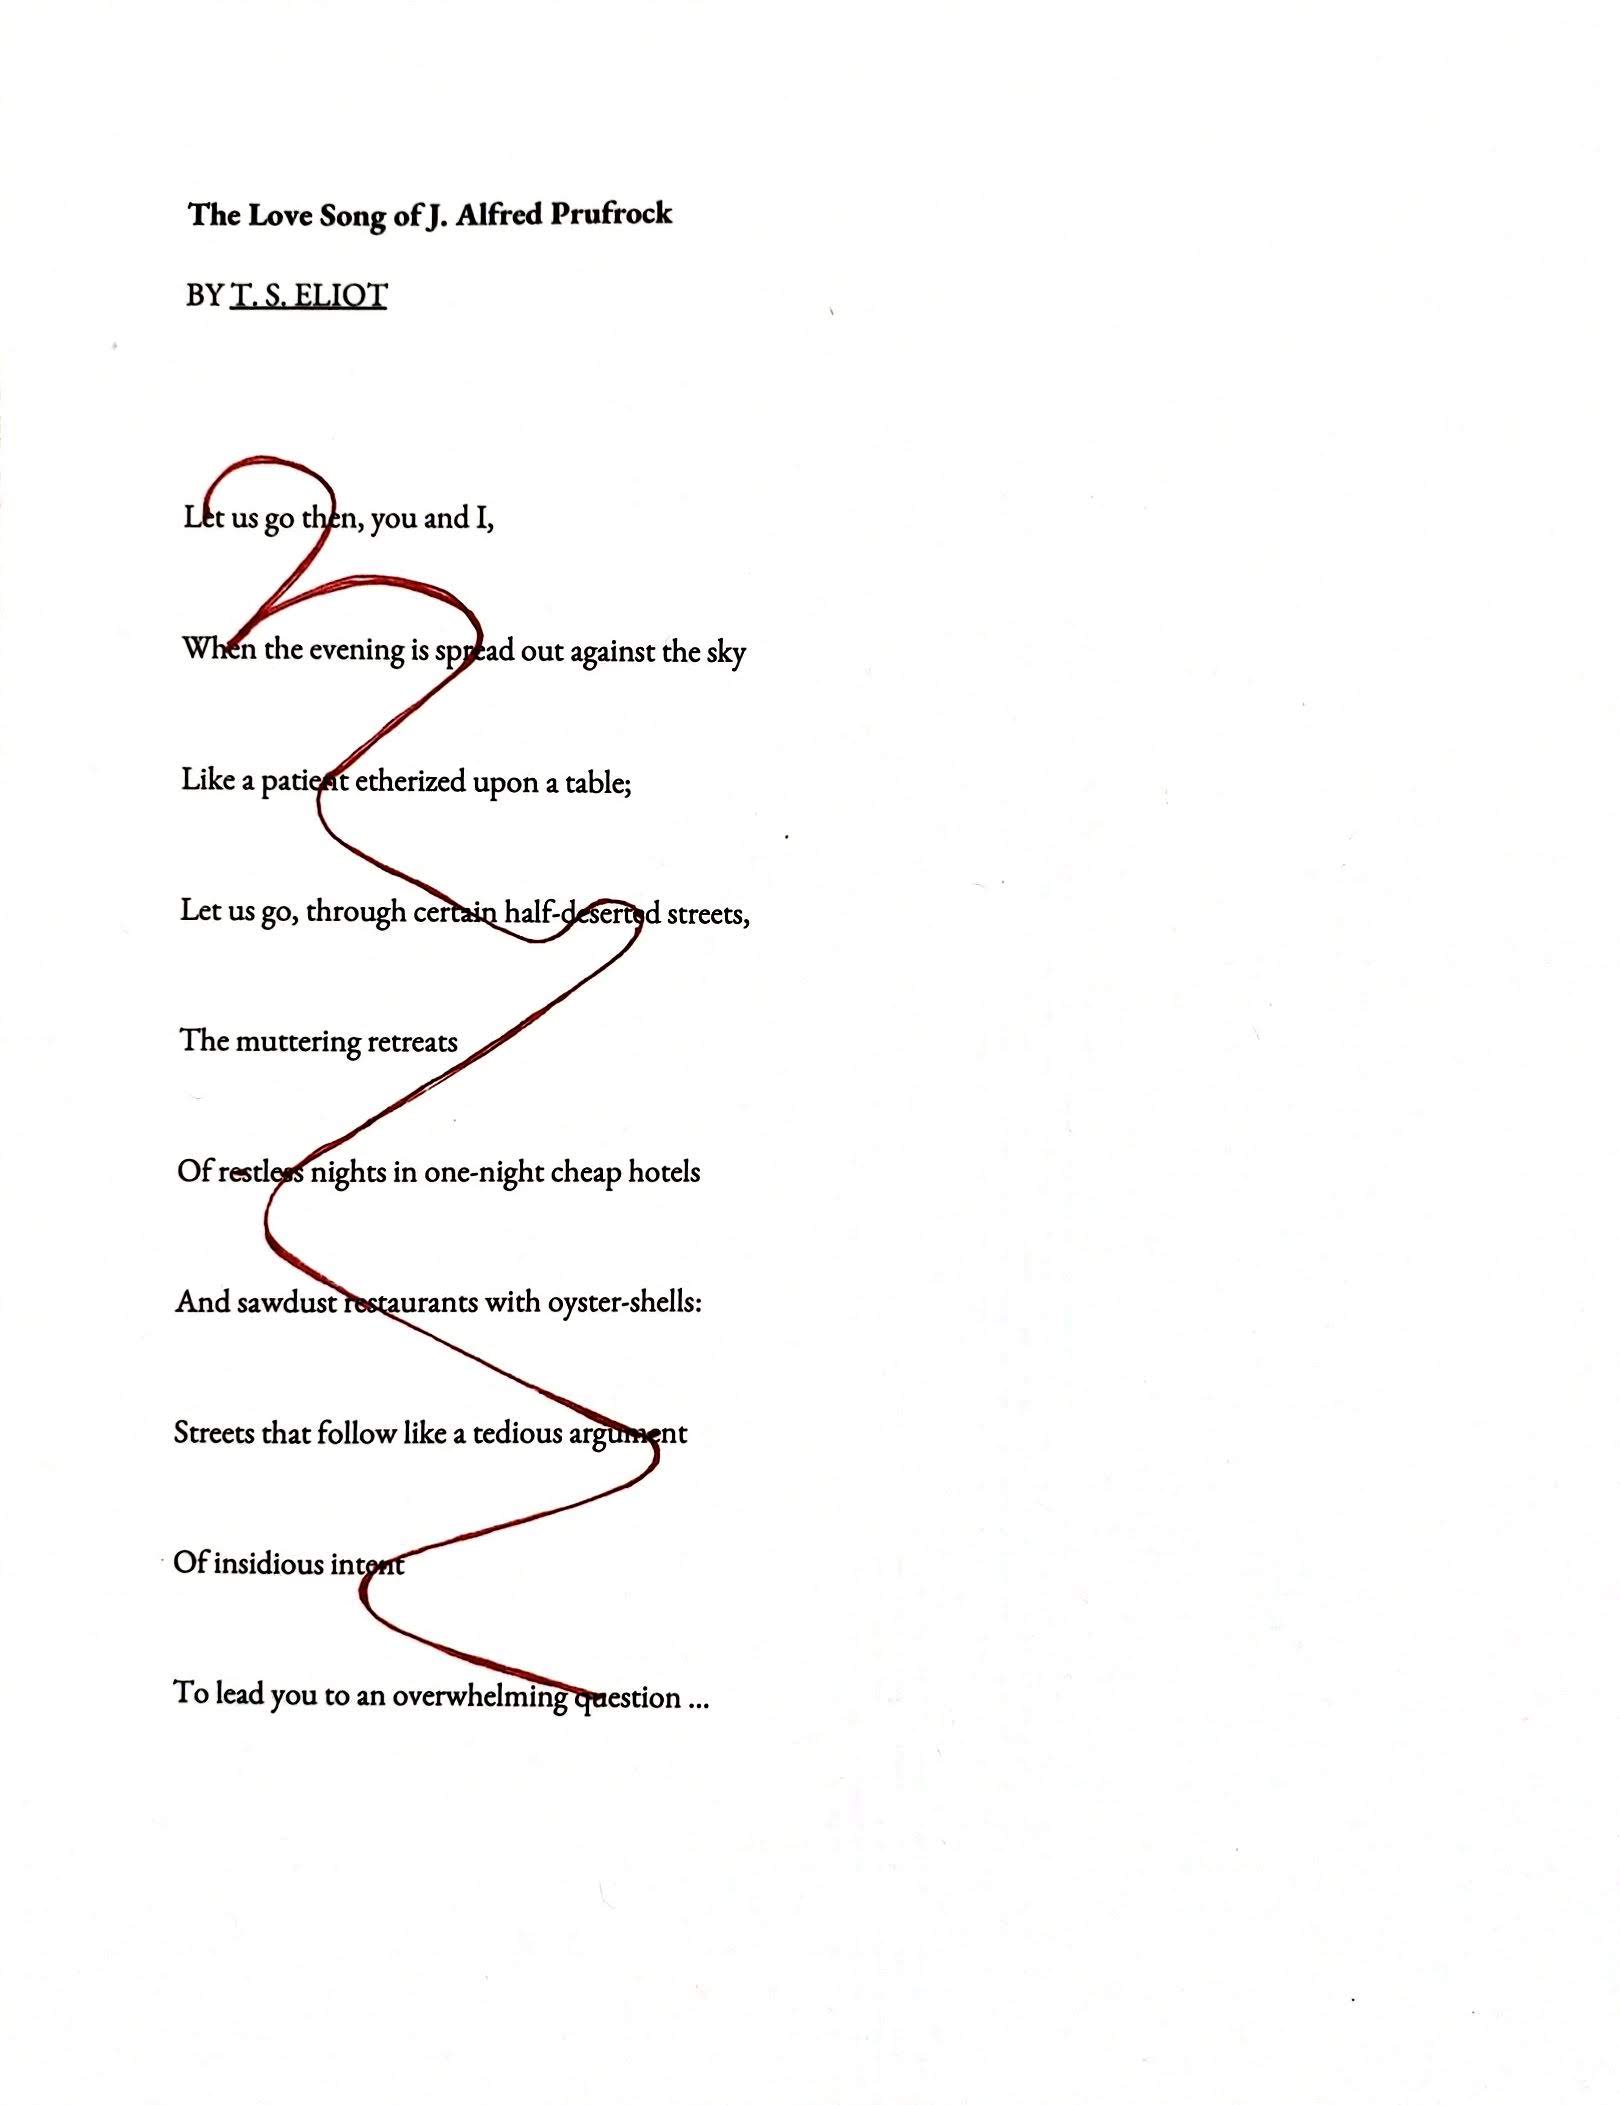 The Love Song of J. Alfred Prufrock
BY T. S. ELIOT
Let us go then, you and I,
When the evening is spread out against the sky
Like a patient etherized upon a table;
Let us go, through certain half-deserted streets,
The muttering retreats
Of restless nights in one-night cheap hotels
And sawdust restaurants with oyster-shells:
Streets that follow like a tedious argument
Of insidious intent
To lead you to an overwhelming question ...